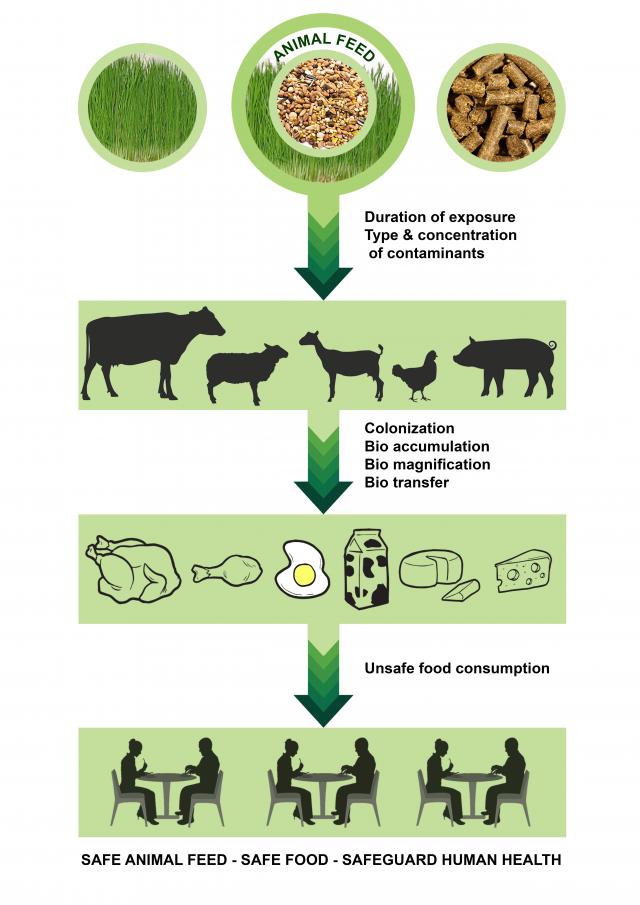 ANIMAL FEED
Duration of exposure
Type & concentration
of contaminants
Colonization
Bio accumulation
Bio magnification
Bio transfer
Unsafe food consumption
SAFE ANIMAL FEED - SAFE FOOD - SAFEGUARD HUMAN HEALTH